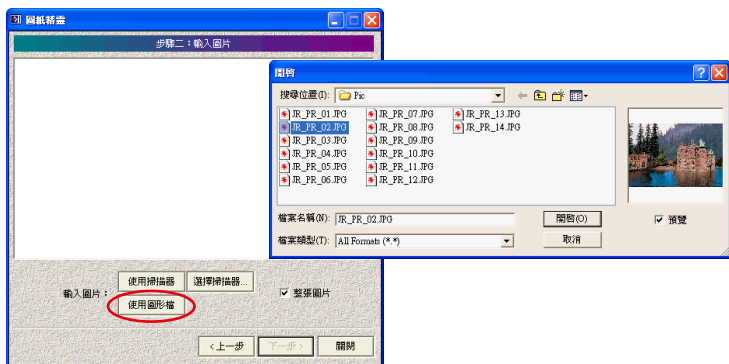 圖紙精靈
步驟二：輸入圖片
開啓
搜尋位置(I): Pic
JR_PR_01.JPG JR_PR_07.JPG JR_PR_13.JPG
JR_PR_02.JPG JR_PR_08.JPG JR_PR_14.JPG
JR_PR_03.JPG JR_PR_09.JPG
JR_PR_04.JPG JR_PR_10.JPG
JR_PR_05.JPG JR_PR_11.JPG
JR_PR_06.JPG JR_PR_12.JPG
檔案名稱(N): JR_PR_02.JPG 開啓(O) 預覽
檔案類型(T): All Formats (*.*) 取消
使用掃描器 選擇掃描器...
輸入圖片： 整張圖片
使用圖形檔
<上一步 下一步> 關閉